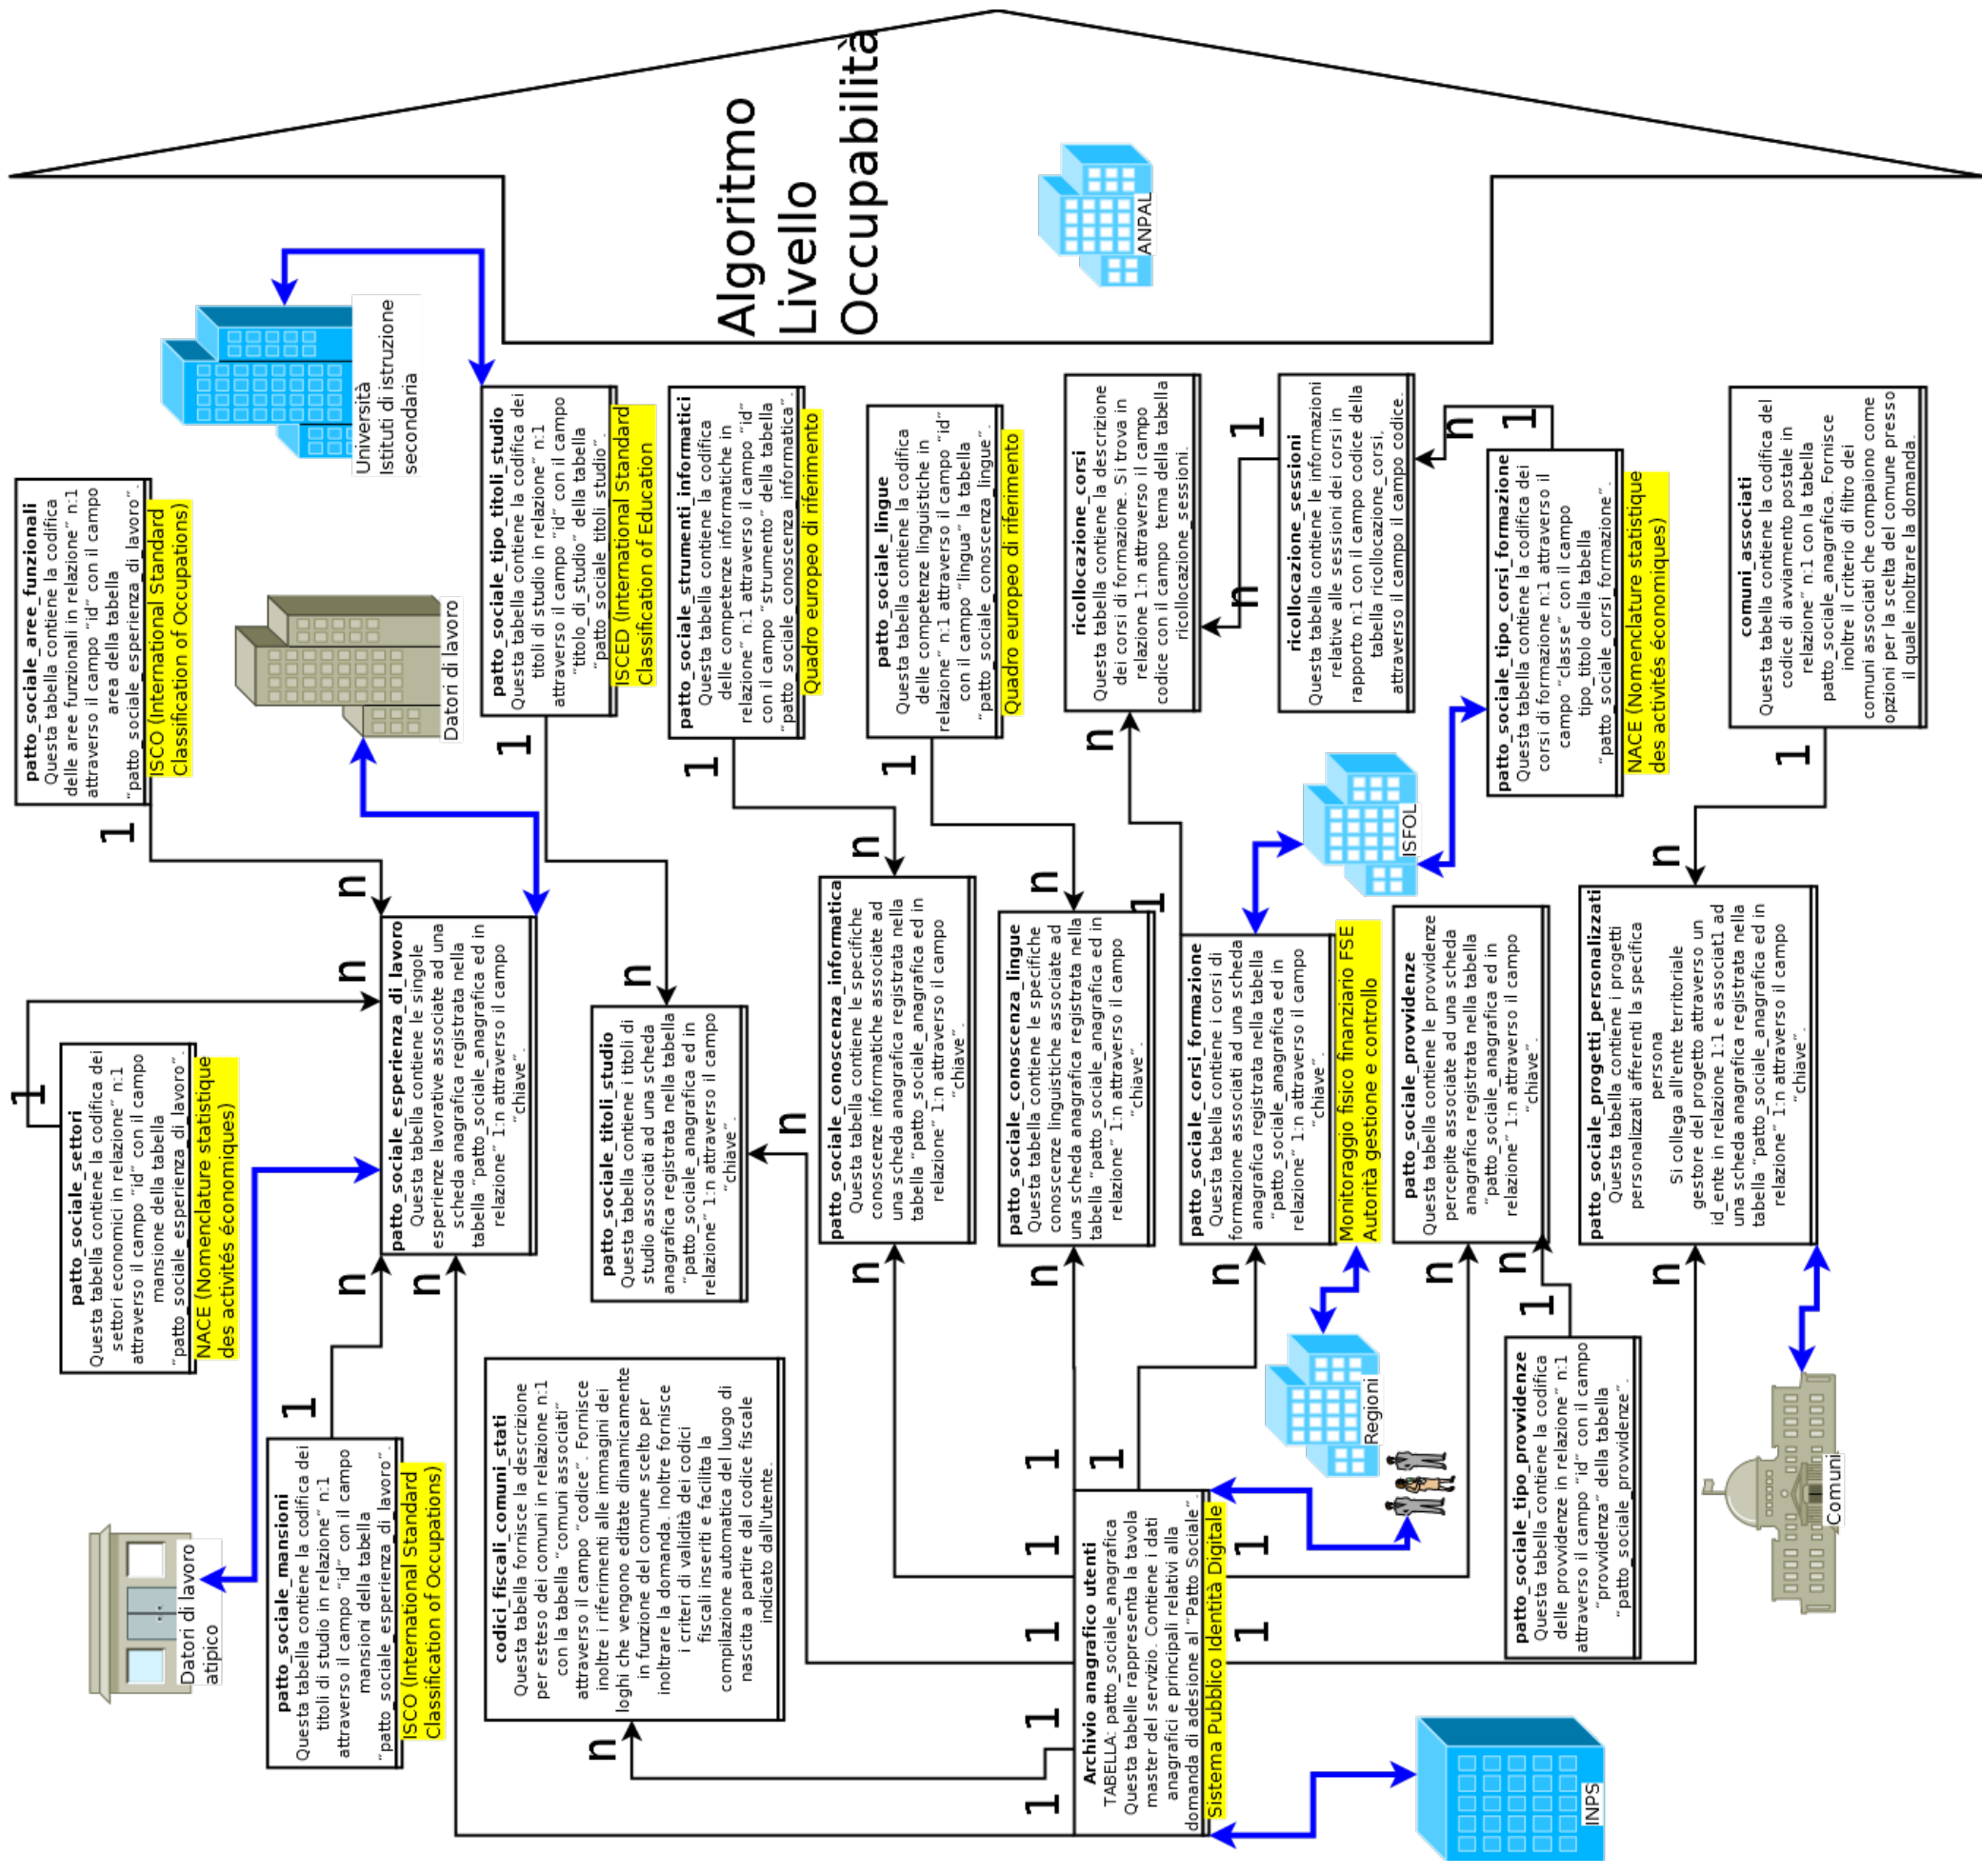 Datori di lavoro
atipico
patto_sociale_settori
Questa tabella contiene la codifica dei
settori economici in relazione" n:1
attraverso il campo "id" con il campo
mansione della tabella
"patto_sociale_esperienza_di_lavoro".
NACE (Nomenclature statistique
des activités économiques)
1
patto_sociale_aree_funzionali
Questa tabella contiene la codifica
delle aree funzionali in relazione" n:1
attraverso il campo "id" con il campo
area della tabella
"patto_sociale_esperienza_di_lavoro".
ISCO (International Standard
Classification of Occupations)
1
Università
Istituti di istruzione
secondaria
patto_sociale_mansioni
Questa tabella contiene la codifica dei
titoli di studio in relazione" n:1
attraverso il campo "id" con il campo
mansioni della tabella
"patto_sociale_esperienza_di_lavoro".
ISCO (International Standard
Classification of Occupations)
1
n
n
n
n
Datori di lavoro
patto_sociale_esperienza_di_lavoro
Questa tabella contiene le singole
esperienze lavorative associate ad una
scheda anagrafica registrata nella
tabella "patto_sociale_anagrafica ed in
relazione" 1:n attraverso il campo
"chiave".
patto_sociale_tipo_titoli_studio
Questa tabella contiene la codifica dei
titoli di studio in relazione" n:1
attraverso il campo "id" con il campo
"titolo_di_studio" della tabella
"patto_sociale_titoli_studio".
ISCED (International Standard
Classification of Education
1
codici_fiscali_comuni_stati
Questa tabella fornisce la descrizione
per esteso dei comuni in relazione n:1
con la tabella "comuni associati"
attraverso il campo "codice". Fornisce
inoltre i riferimenti alle immagini dei
loghi che vengono editate dinamicamente
in funzione del comune scelto per
inoltrare la domanda. Inoltre fornisce
i criteri di validità dei codici
fiscali inseriti e facilita la
compilazione automatica del luogo di
nascita a partire dal codice fiscale
indicato dall'utente.
n
patto_sociale_titoli_studio
Questa tabella contiene i titoli di
studio associati ad una scheda
anagrafica registrata nella tabella
"patto_sociale_anagrafica ed in
relazione" 1:n attraverso il campo
"chiave".
n
n
patto_sociale_strumenti_informatici
Questa tabella contiene la codifica
delle competenze informatiche in
relazione" n:1 attraverso il campo "id"
con il campo "strumento" della tabella
"patto_sociale_conoscenza_informatica".
Quadro europeo di riferimento
1
Algoritmo
Livello
Occupabilità
patto_sociale_conoscenza_informatica
Questa tabella contiene le specifiche
conoscenze informatiche associate ad
una scheda anagrafica registrata nella
tabella "patto_sociale_anagrafica ed in
relazione" 1:n attraverso il campo
"chiave".
n
n
patto_sociale_lingue
Questa tabella contiene la codifica
delle competenze linguistiche in
relazione" n:1 attraverso il campo "id"
con il campo "lingua" la tabella
"patto_sociale_conoscenza_lingue".
Quadro europeo di riferimento
1
patto_sociale_conoscenza_lingue
Questa tabella contiene le specifiche
conoscenze linguistiche associate ad
una scheda anagrafica registrata nella
tabella "patto_sociale_anagrafica ed in
relazione" 1:n attraverso il campo
"chiave".
n
n
1
1
1
1
1
1
Archivio anagrafico utenti
TABELLA: patto_sociale_anagrafica
Questa tabelle rappresenta la tavola
master del servizio. Contiene i dati
anagrafici e principali relativi alla
domanda di adesione al "Patto Sociale".
Sistema Pubblico Identità Digitale
1
1
ricollocazione_corsi
Questa tabella contiene la descrizione
dei corsi di formazione. Si trova in
relazione 1:n attraverso il campo
codice con il campo tema della tabella
ricollocazione_sessioni.
n
1
ANPAL
patto_sociale_corsi_formazione
Questa tabella contiene i corsi di
formazione associati ad una scheda
anagrafica registrata nella tabella
"patto_sociale_anagrafica ed in
relazione" 1:n attraverso il campo
"chiave".
Monitoraggio fisico finanziario FSE
Autorità gestione e controllo
n
n
1
ricollocazione_sessioni
Questa tabella contiene le informazioni
relative alle sessioni dei corsi in
rapporto n:1 con il campo codice della
tabella ricollocazione_corsi,
attraverso il campo codice.
Regioni
ISFOL
patto_sociale_provvidenze
Questa tabella contiene le provvidenze
percepite associate ad una scheda
anagrafica registrata nella tabella
"patto_sociale_anagrafica ed in
relazione" 1:n attraverso il campo
"chiave".
n
n
n
1
patto_sociale_tipo_corsi_formazione
Questa tabella contiene la codifica dei
corsi di formazione n:1 attraverso il
campo "classe" con il campo
tipo_titolo della tabella
"patto_sociale_corsi_formazione".
NACE (Nomenclature statistique
des activités économiques)
INPS
patto_sociale_tipo_provvidenze
Questa tabella contiene la codifica
delle provvidenze in relazione" n:1
attraverso il campo "id" con il campo
"provvidenza" della tabella
"patto_sociale_provvidenze".
1
patto_sociale_progetti_personalizzati
Questa tabella contiene i progetti
personalizzati afferenti la specifica
persona
Si collega all'ente territoriale
gestore del progetto attraverso un
id_ente in relazione 1:1 e associatl ad
una scheda anagrafica registrata nella
tabella "patto_sociale_anagrafica ed in
relazione" 1:n attraverso il campo
"chiave".
n
n
comuni_associati
Questa tabella contiene la codifica del
codice di avviamento postale in
relazione" n:1 con la tabella
patto_sociale_anagrafica. Fornisce
inoltre il criterio di filtro dei
comuni associati che compaiono come
opzioni per la scelta del comune presso
il quale inoltrare la domanda.
1
Comuni